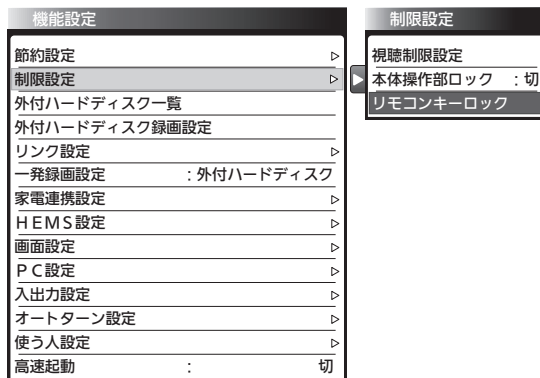 機能設定
節約設定
制限設定
外付ハードディスク一覧
外付ハードディスク録画設定
リンク設定
一発録画設定 : 外付ハードディスク
家電連携設定
HEMS設定
画面設定
PC設定
入出力設定
オートターン設定
使う人設定
高速起動 : 切
制限設定
視聴制限設定
本体操作部ロック : 切
リモコンキーロック